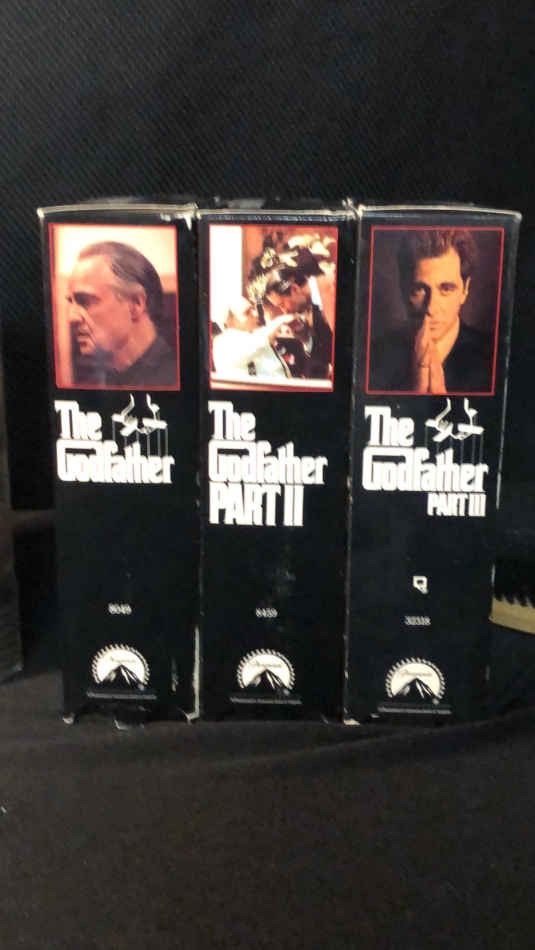 The
Godfather
8049
Paramount
The
Godfather
PART II
8459
Paramount
The
Godfather
PART III
32318
Paramount